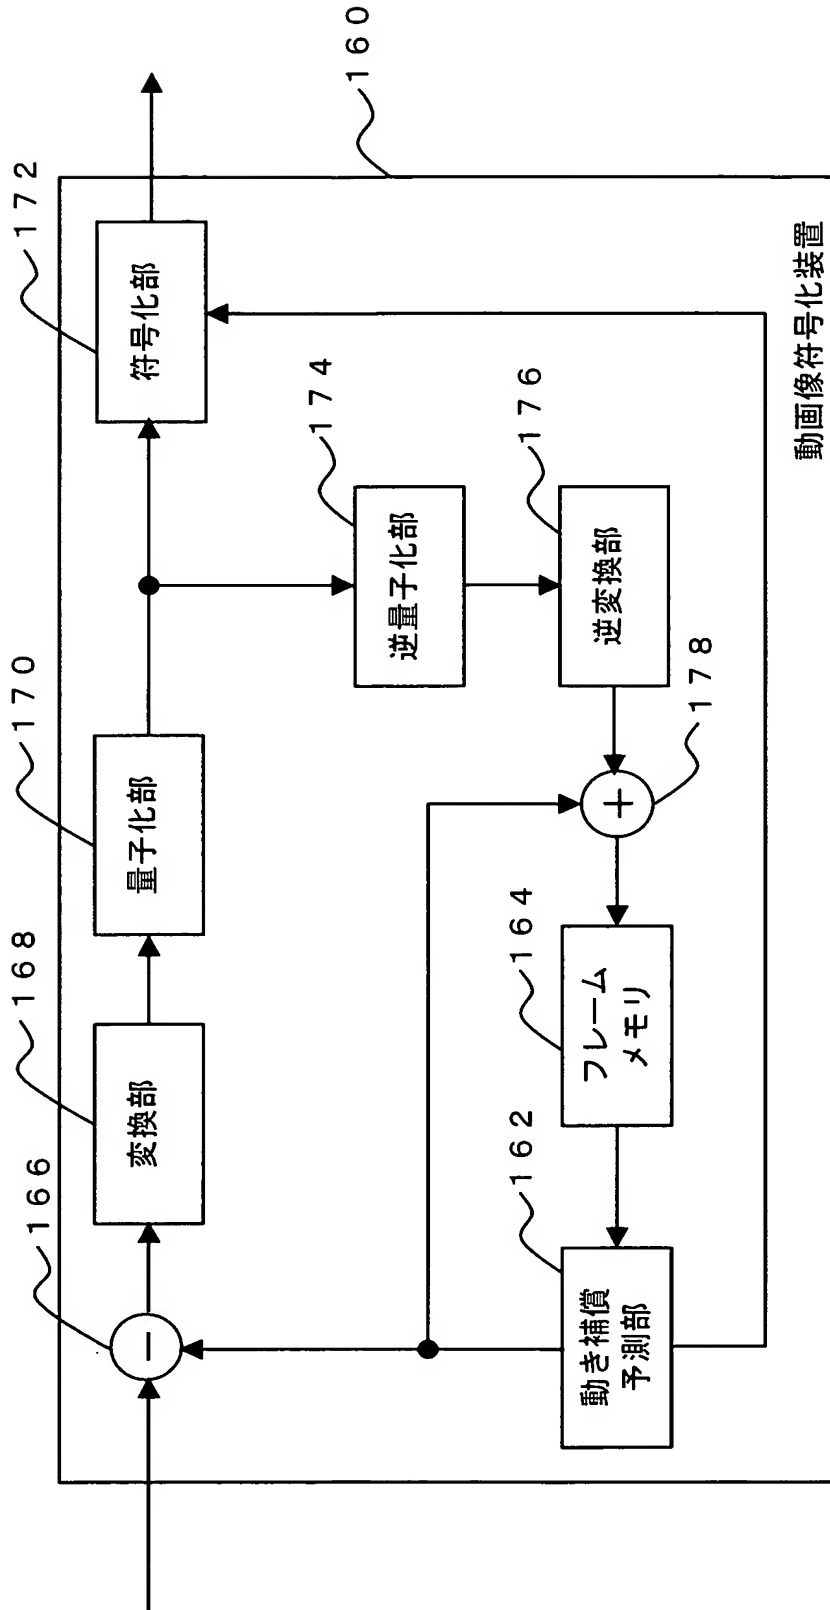 166
168
170
172
160
変換部
量子化部
符号化部
174
逆量子化部
176
逆変換部
162
164
178
動き補償
予測部
フレーム
メモリ
−
+
動画像符号化装置